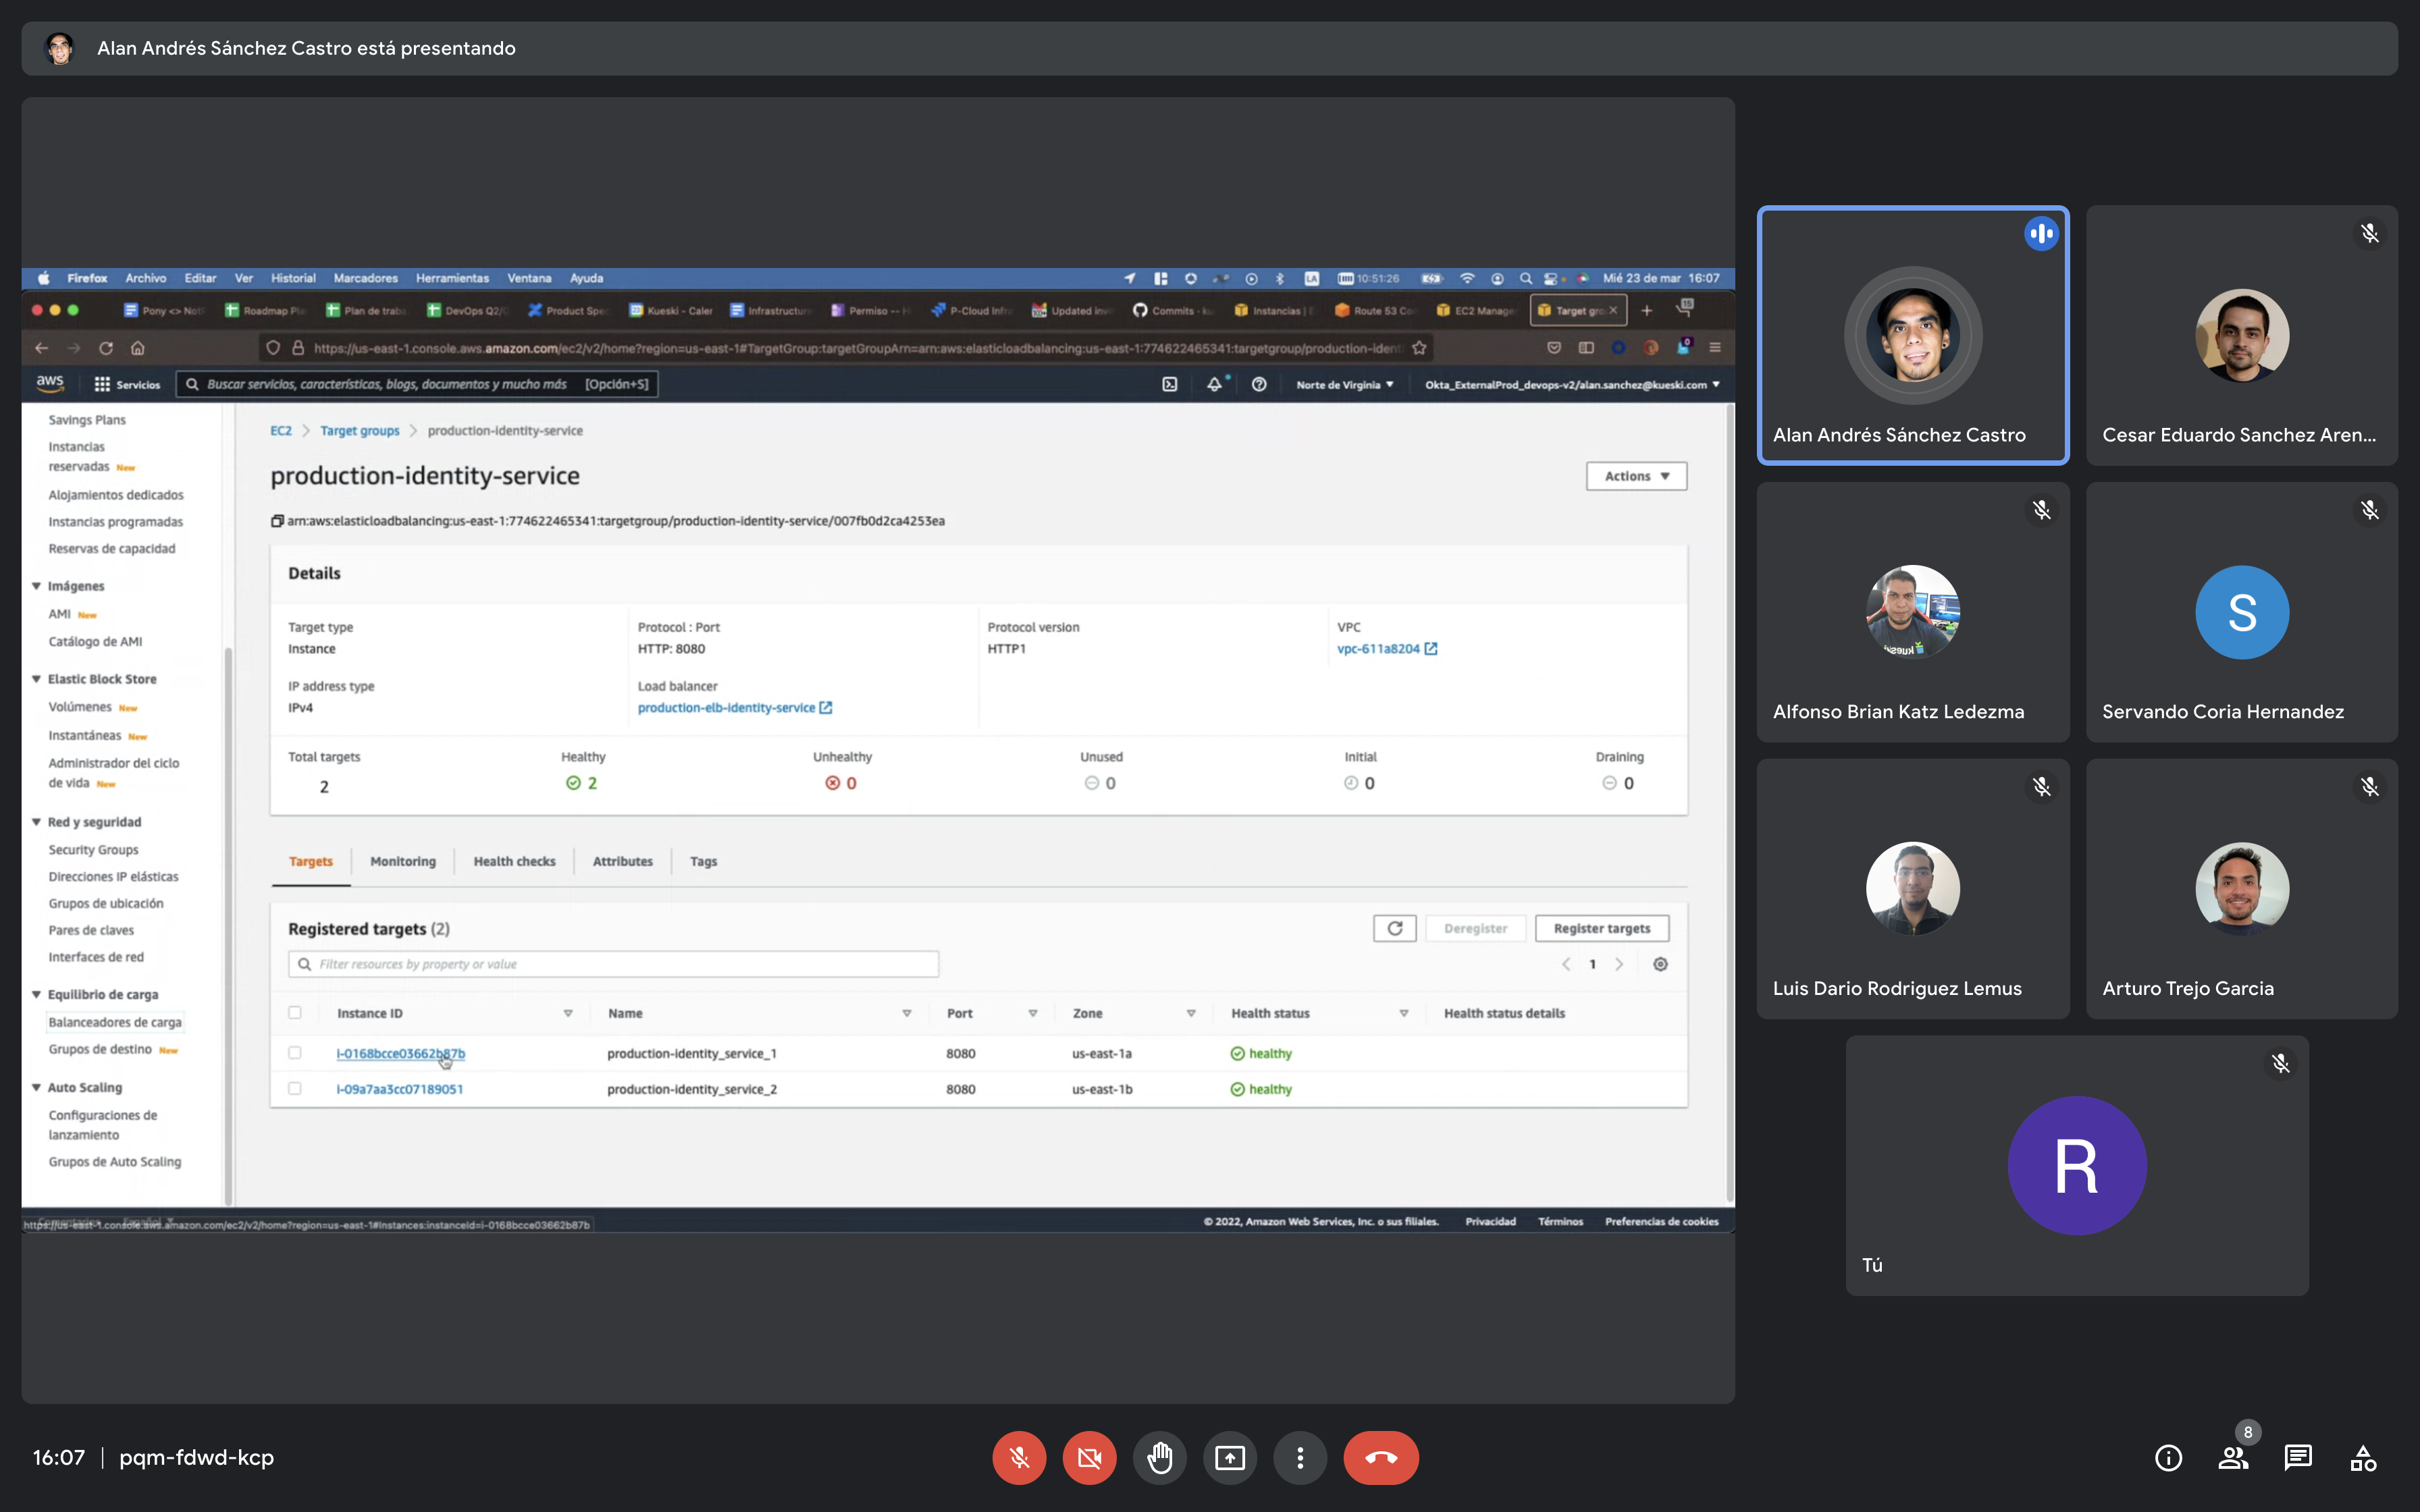 Alan Andrés Sánchez Castro está presentando
Firefox Archivo Editar Ver Historial Marcadores Herramientas Ventana Ayuda
10:51:26
Mié 23 de mar 16:07
Pony <> Not
Roadmap Pl
Plan de traba
DevOps Q2/
Product Spe
Kueski - Caler
Infrastructur
Permiso --
P-Cloud Infr
Updated inv
Commits - k
Instancias |
Route 53 Co
EC2 Manage
Target gro
15
https://us-east-1.console.aws.amazon.com/ec2/v2/home?region=us-east-1#TargetGroup:targetGroupArn=arn:aws:elasticloadbalancing:us-east-1:774622465341:targetgroup/production-iden
0
aws
Servicios
Buscar servicios, características, blogs, documentos y mucho más [Opción+S]
Norte de Virginia
Okta_ExternalProd_devops-v2/alan.sanchez@kueski.com
Savings Plans
Instancias
reservadas New
Alojamientos dedicados
Instancias programadas
Reservas de capacidad
Imágenes
AMI New
Catálogo de AMI
Elastic Block Store
Volúmenes New
Instantáneas New
Administrador del ciclo
de vida New
Red y seguridad
Security Groups
Direcciones IP elásticas
Grupos de ubicación
Pares de claves
Interfaces de red
Equilibrio de carga
Balanceadores de carga
Grupos de destino New
Auto Scaling
Configuraciones de
lanzamiento
Grupos de Auto Scaling
EC2 > Target groups > production-identity-service
production-identity-service
Actions
arn:aws:elasticloadbalancing:us-east-1:774622465341:targetgroup/production-identity-service/007fb0d2ca4253ea
Details
Target type
Instance
Protocol : Port
HTTP: 8080
Protocol version
HTTP1
VPC
vpc-611a8204
IP address type
IPv4
Load balancer
production-elb-identity-service
Total targets
2
Healthy
2
Unhealthy
0
Unused
0
Initial
0
Draining
0
Targets Monitoring Health checks Attributes Tags
Registered targets (2)
Deregister
Register targets
Filter resources by property or value
1
Instance ID Name Port Zone Health status Health status details
i-0168bcce03662b87b production-identity_service_1 8080 us-east-1a healthy
i-09a7aa3cc07189051 production-identity_service_2 8080 us-east-1b healthy
https://us-east-1.console.aws.amazon.com/ec2/v2/home?region=us-east-1#Instances:instanceId=i-0168bcce03662b87b
© 2022, Amazon Web Services, Inc. o sus filiales. Privacidad Términos Preferencias de cookies
Alan Andrés Sánchez Castro
Cesar Eduardo Sanchez Aren...
Alfonso Brian Katz Ledezma
S
Servando Coria Hernandez
Luis Dario Rodriguez Lemus
Arturo Trejo Garcia
R
Tú
16:07 | pqm-fdwd-kcp
8